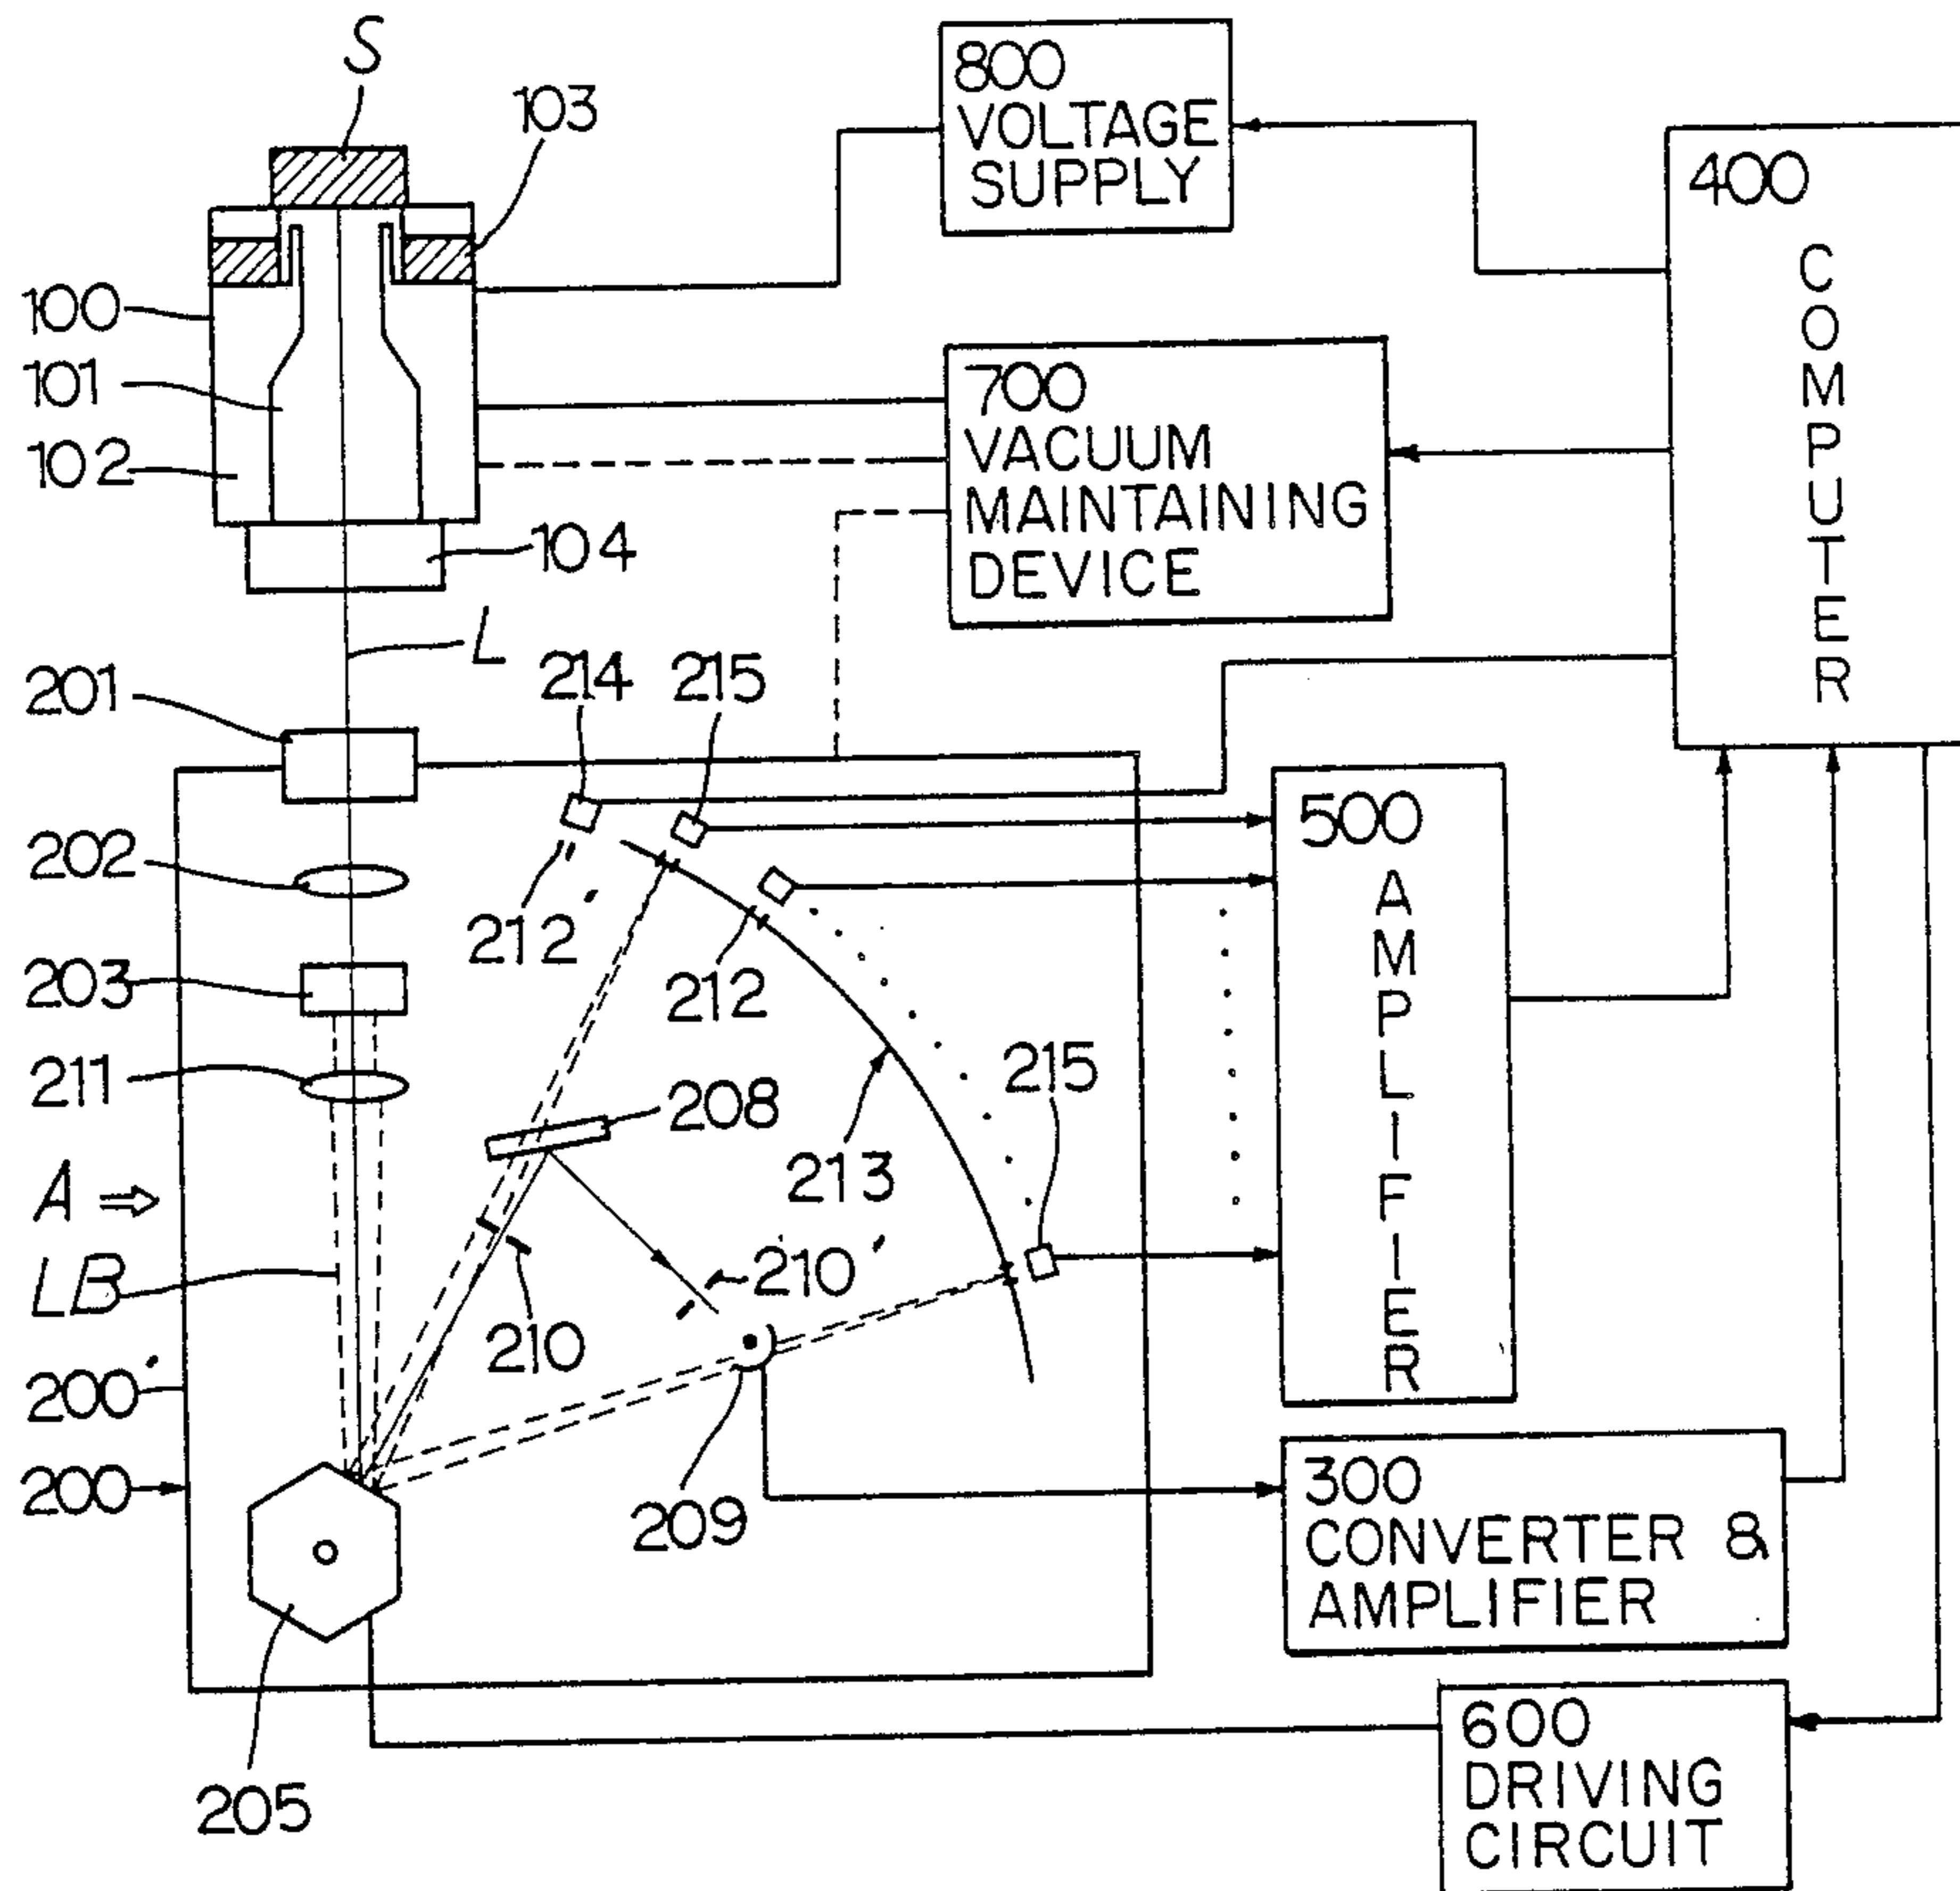 S
103
100
101
102
104
L
800
VOLTAGE
SUPPLY
700
VACUUM
MAINTAINING
DEVICE
400
COMPUTER
201
214
215
202
212''
212'
212
203
211
208
213
215
A ⇒
LB
210
210'
209
200'
200
205
500
AMPLIFIER
300
CONVERTER &
AMPLIFIER
600
DRIVING
CIRCUIT